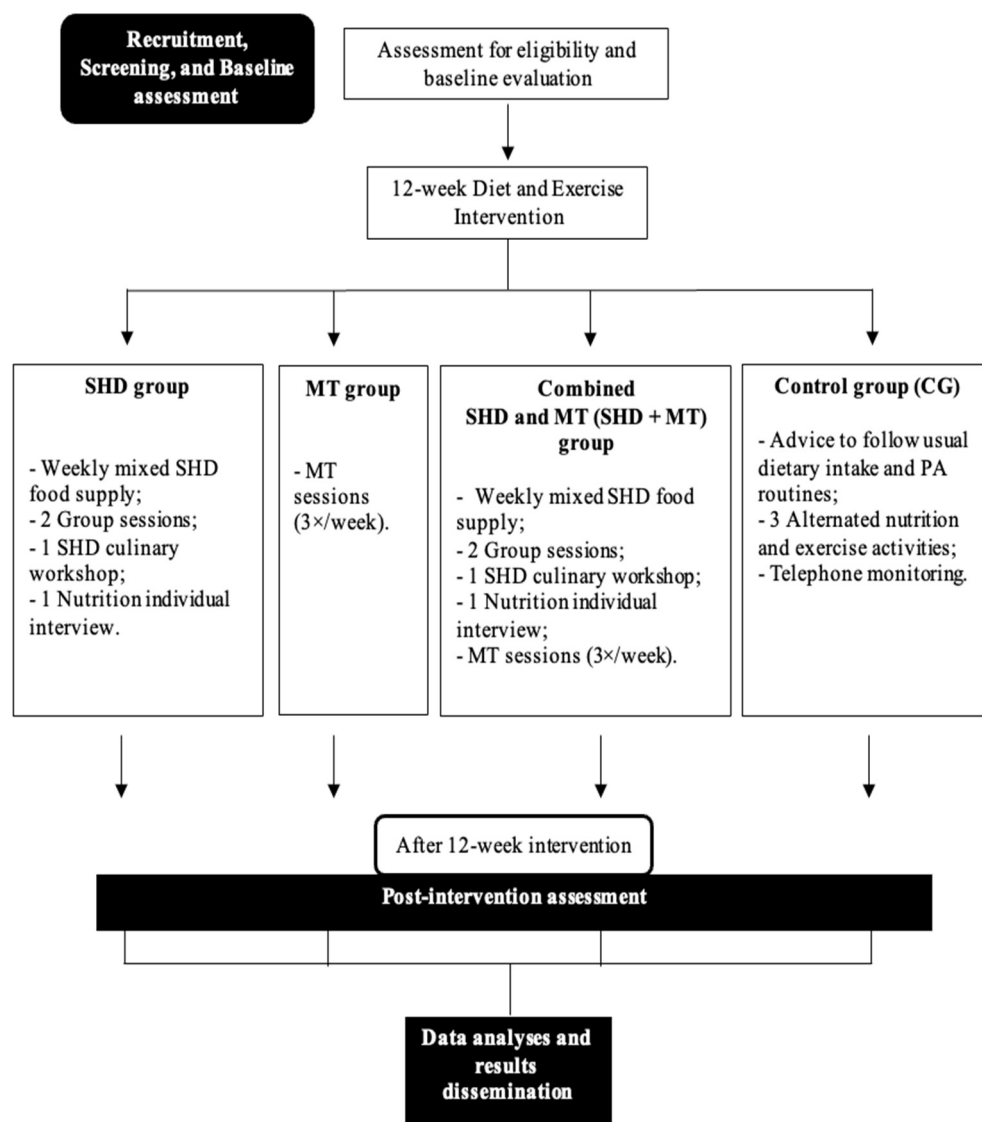 Recruitment,
Screening, and Baseline
assessment
Assessment for eligibility and
baseline evaluation
12-week Diet and Exercise
Intervention
SHD group
- Weekly mixed SHD
food supply;
- 2 Group sessions;
- 1 SHD culinary
workshop;
- 1 Nutrition individual
interview.
MT group
- MT
sessions
(3×/week).
Combined
SHD and MT (SHD + MT)
group
- Weekly mixed SHD food
supply;
- 2 Group sessions;
- 1 SHD culinary workshop;
- 1 Nutrition individual
interview;
- MT sessions (3×/week).
Control group (CG)
- Advice to follow usual
dietary intake and PA
routines;
- 3 Alternated nutrition
and exercise activities;
- Telephone monitoring.
After 12-week intervention
Post-intervention assessment
Data analyses and
results
dissemination